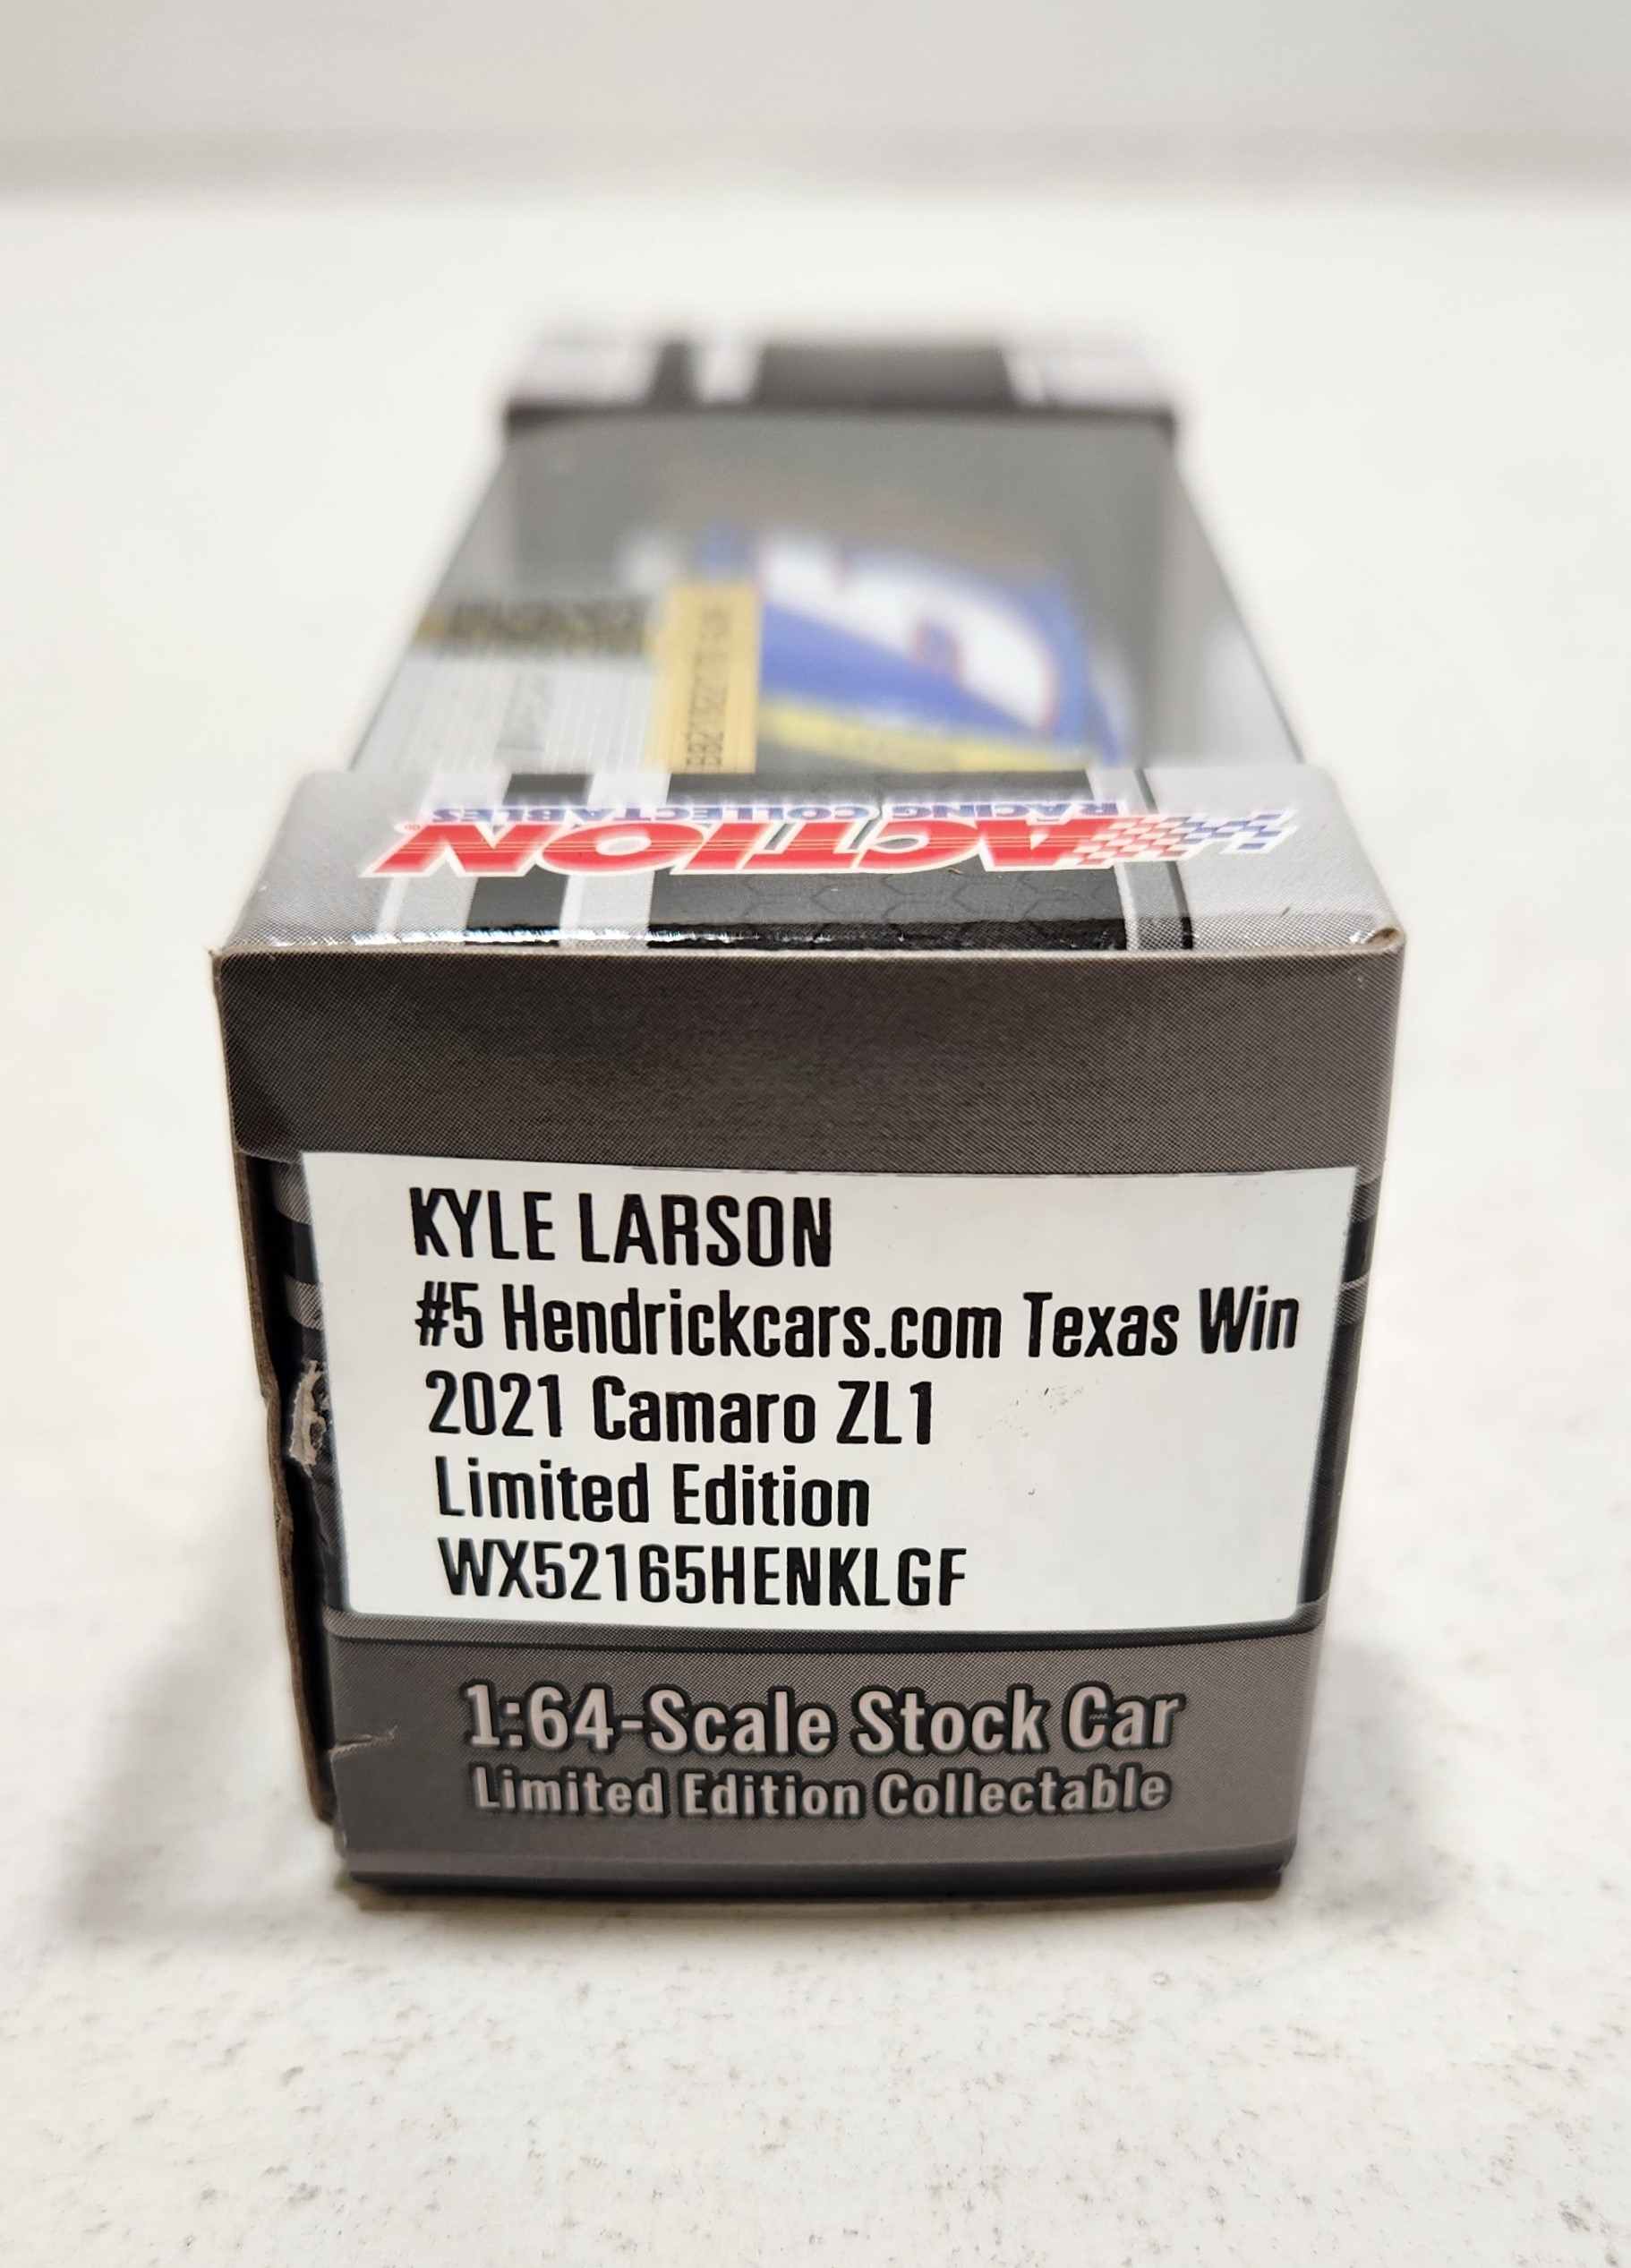 ACTION®
RACING COLLECTABLES
KYLE LARSON
#5 Hendrickcars.com Texas Win
2021 Camaro ZL1
Limited Edition
WX52165HENKLGF
1:64-Scale Stock Car
Limited Edition Collectable